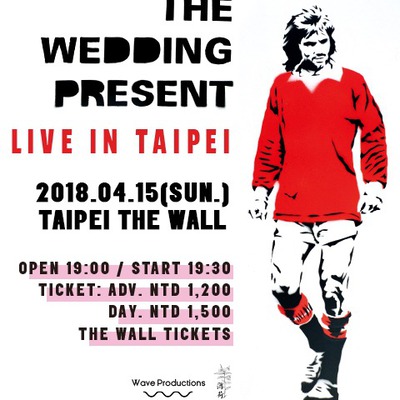 THE
WEDDING
PRESENT
LIVE IN TAIPEI
2018.04.15(SUN.)
TAIPEI THE WALL
OPEN 19:00 / START 19:30
TICKET: ADV. NTD 1,200
DAY. NTD 1,500
THE WALL TICKETS
Wave Productions